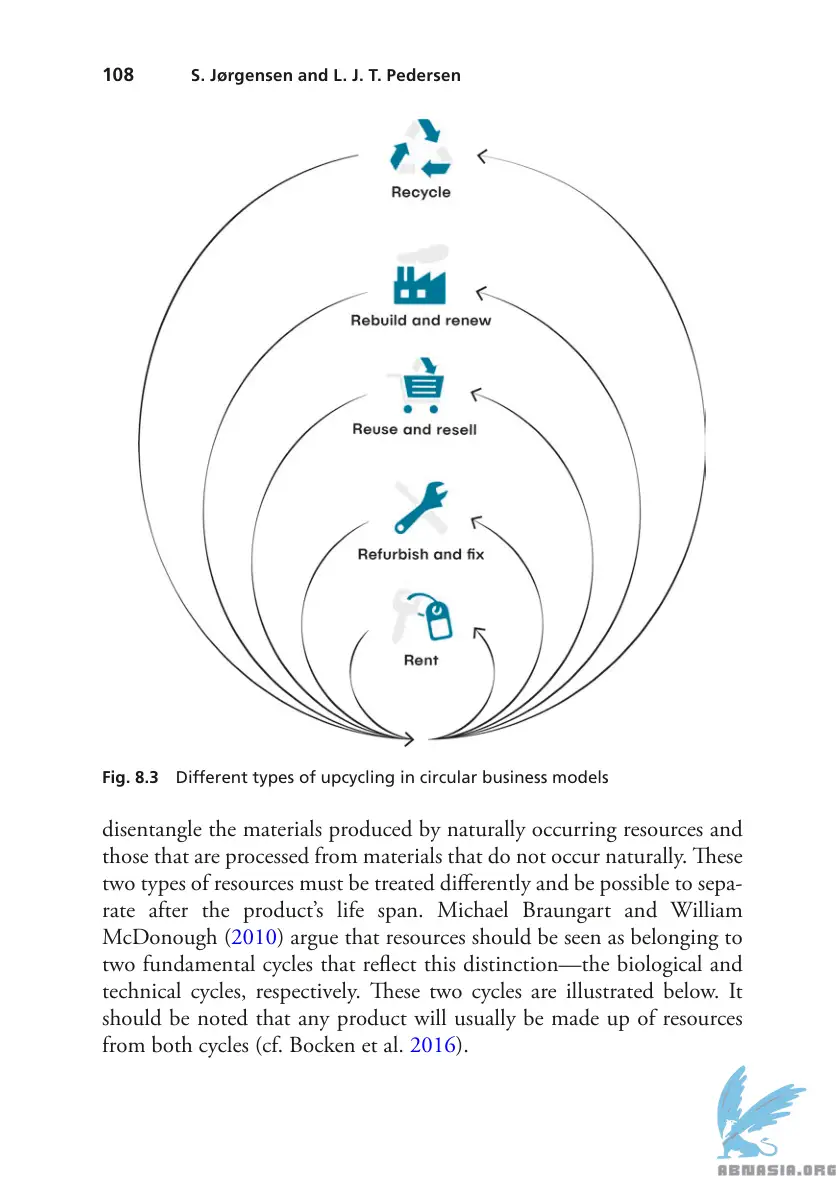 108 S. Jørgensen and L. J. T. Pedersen
Recycle
Rebuild and renew
Reuse and resell
Refurbish and fix
Rent
Fig. 8.3 Different types of upcycling in circular business models
disentangle the materials produced by naturally occurring resources and
those that are processed from materials that do not occur naturally. These
two types of resources must be treated differently and be possible to sepa-
rate after the product’s life span. Michael Braungart and William
McDonough (2010) argue that resources should be seen as belonging to
two fundamental cycles that reflect this distinction—the biological and
technical cycles, respectively. These two cycles are illustrated below. It
should be noted that any product will usually be made up of resources
from both cycles (cf. Bocken et al. 2016).
ABNASIA.ORG